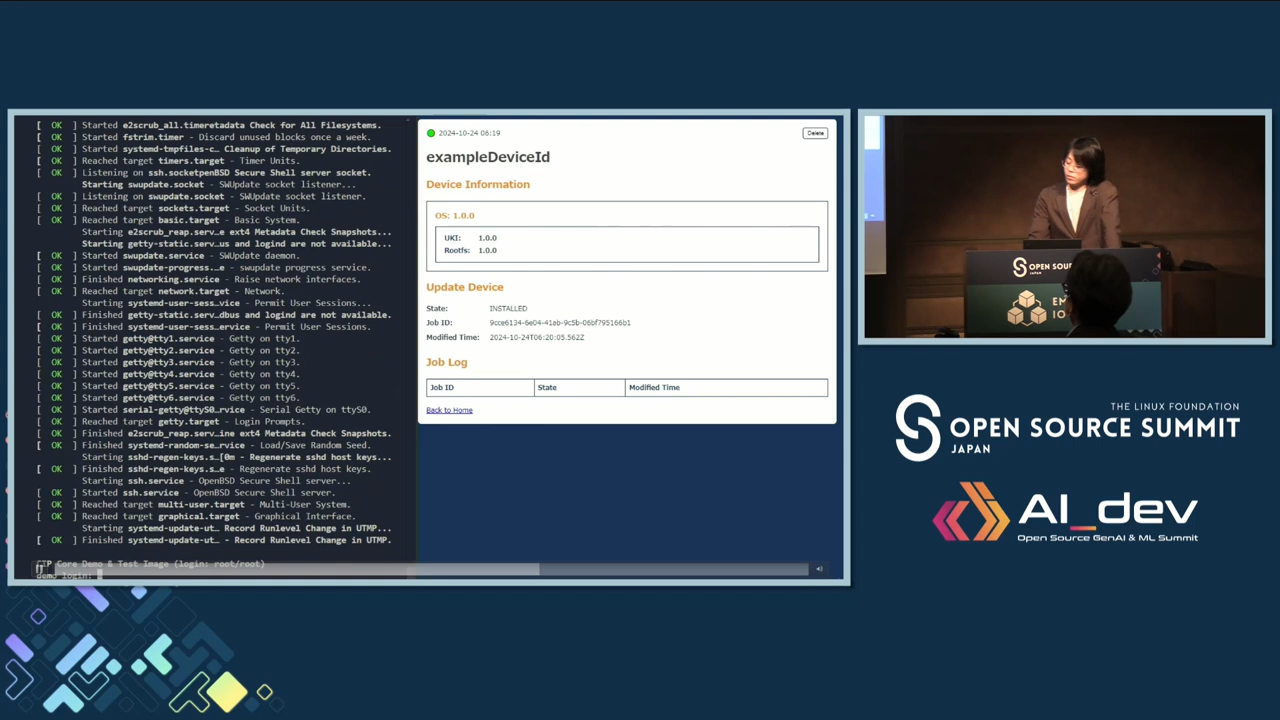 [  OK  ] Started e2scrub_all.timeretadata Check for All Filesystems.
[  OK  ] Started fstrim.timer - Discard unused blocks once a week.
[  OK  ] Started systemd-tmpfiles-c… Cleanup of Temporary Directories.
[  OK  ] Reached target timers.target - Timer Units.
[  OK  ] Listening on ssh.socketpenBSD Secure Shell server socket.
Starting swupdate.socket - SWUpdate socket listener...
[  OK  ] Listening on swupdate.socket - SWUpdate socket listener.
[  OK  ] Reached target sockets.target - Socket Units.
[  OK  ] Reached target basic.target - Basic System.
Starting e2scrub_reap.serv…e ext4 Metadata Check Snapshots...
Starting getty-static.serv…us and logind are not available...
[  OK  ] Started swupdate.service - SWUpdate daemon.
[  OK  ] Started swupdate-progress.…e - swupdate progress service.
[  OK  ] Finished networking.service - Raise network interfaces.
[  OK  ] Reached target network.target - Network.
Starting systemd-user-sess…vice - Permit User Sessions...
[  OK  ] Finished getty-static.serv…dbus and logind are not available.
[  OK  ] Finished systemd-user-sess…ervice - Permit User Sessions.
[  OK  ] Started getty@tty1.service - Getty on tty1.
[  OK  ] Started getty@tty2.service - Getty on tty2.
[  OK  ] Started getty@tty3.service - Getty on tty3.
[  OK  ] Started getty@tty4.service - Getty on tty4.
[  OK  ] Started getty@tty5.service - Getty on tty5.
[  OK  ] Started getty@tty6.service - Getty on tty6.
[  OK  ] Started serial-getty@ttyS0…rvice - Serial Getty on ttyS0.
[  OK  ] Reached target getty.target - Login Prompts.
[  OK  ] Finished e2scrub_reap.serv…ine ext4 Metadata Check Snapshots.
[  OK  ] Finished systemd-random-se…rvice - Load/Save Random Seed.
Starting sshd-regen-keys.s…[0m - Regenerate sshd host keys...
[  OK  ] Finished sshd-regen-keys.s…e - Regenerate sshd host keys.
Starting ssh.service - OpenBSD Secure Shell server...
[  OK  ] Started ssh.service - OpenBSD Secure Shell server.
[  OK  ] Reached target multi-user.target - Multi-User System.
[  OK  ] Reached target graphical.target - Graphical Interface.
Starting systemd-update-ut… Record Runlevel Change in UTMP...
[  OK  ] Finished systemd-update-ut… - Record Runlevel Change in UTMP.
Core Demo & Test Image (login: root/root)
demo login:
2024-10-24 06:19
Delete
exampleDeviceId
Device Information
OS: 1.0.0
UKI: 1.0.0
Rootfs: 1.0.0
Update Device
State: INSTALLED
Job ID: 9cce6134-6e04-41ab-9c5b-06bf795166b1
Modified Time: 2024-10-24T06:20:05.562Z
Job Log
Job ID State Modified Time
Back to Home
OPEN SOUR
JAPAN
EM
IO
THE LINUX FOUNDATION
OPEN SOURCE SUMMIT
JAPAN
AI_dev
Open Source GenAI & ML Summit